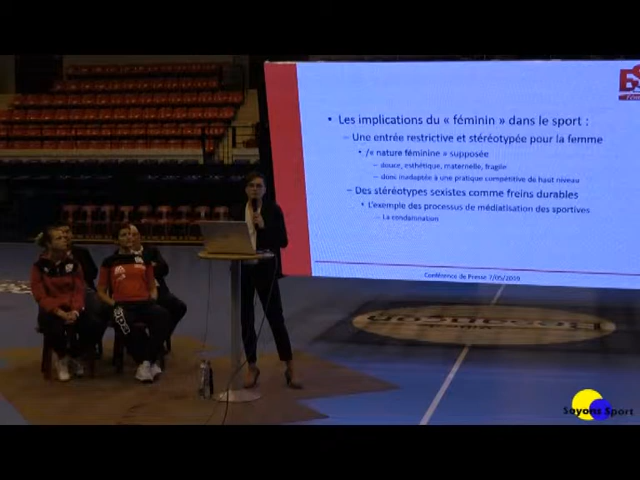 • Les implications du « féminin » dans le sport :
– Une entrée restrictive et stéréotypée pour la femme
• /« nature féminine » supposée
– douce, esthétique, maternelle, fragile
– donc inadaptée à une pratique compétitive de haut niveau
– Des stéréotypes sexistes comme freins durables
• L'exemple des processus de médiatisation des sportives
– La condamnation
Conférence de Presse 7/05/2009
Soyons Sport